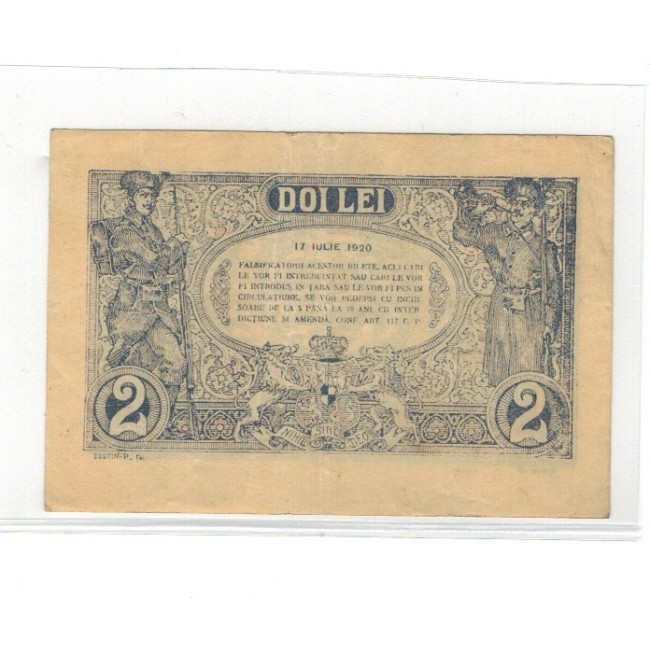 DOI LEI
17 IULIE 1920
FALSIFICATORII ACESTOR BILETE, ACEI CARI
LE VOR FI INTREBUINȚAT SAU CARI LE VOR
FI INTRODUS, IN ȚARA SAU LE VOR FI PUS IN
CIRCULAȚIUNE, SE VOR PEDEPSI CU INCHI
SOARE DE LA 3 PÂNĂ LA 10 ANI, CU INTER
DICȚIUNE ȘI AMENDĂ, CONF. ART. 117 C. P.
2
2
NIHIL SINE DEO